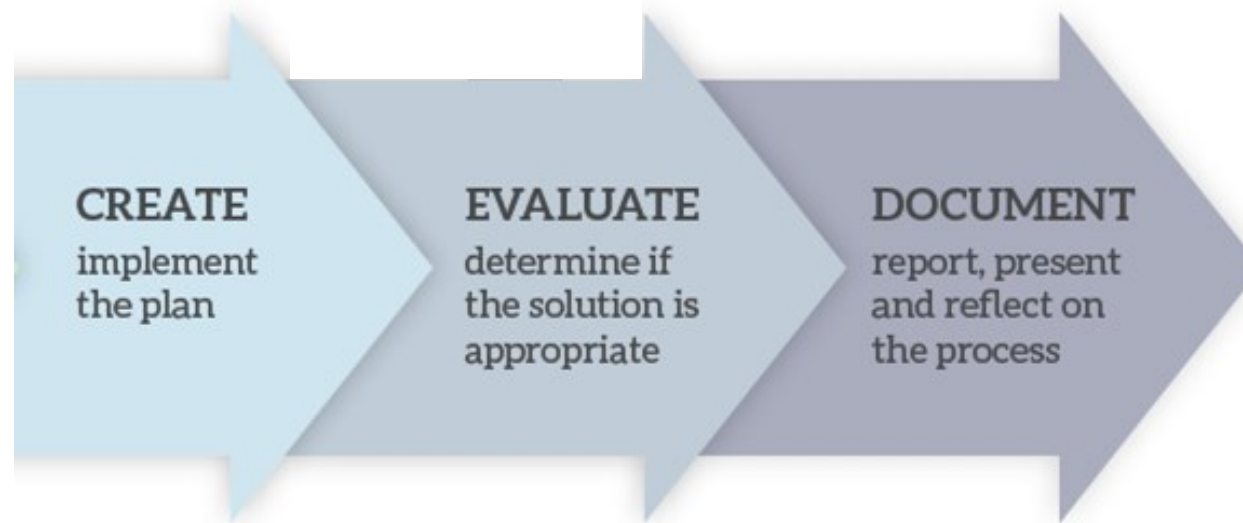 CREATE
implement
the plan
EVALUATE
determine if
the solution is
appropriate
DOCUMENT
report, present
and reflect on
the process